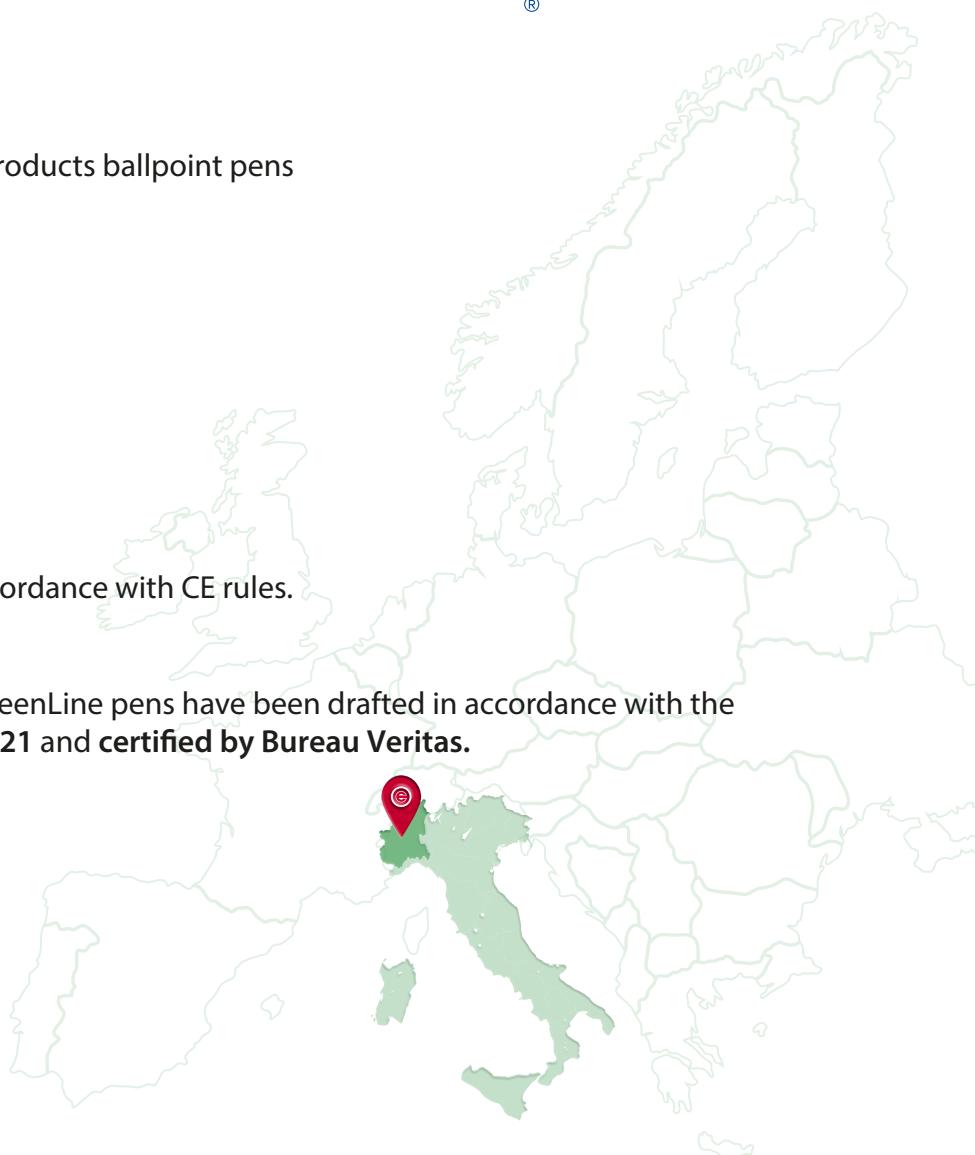 ®
roducts ballpoint pens
ordance with CE rules.
eenLine pens have been drafted in accordance with the
21 and certified by Bureau Veritas.